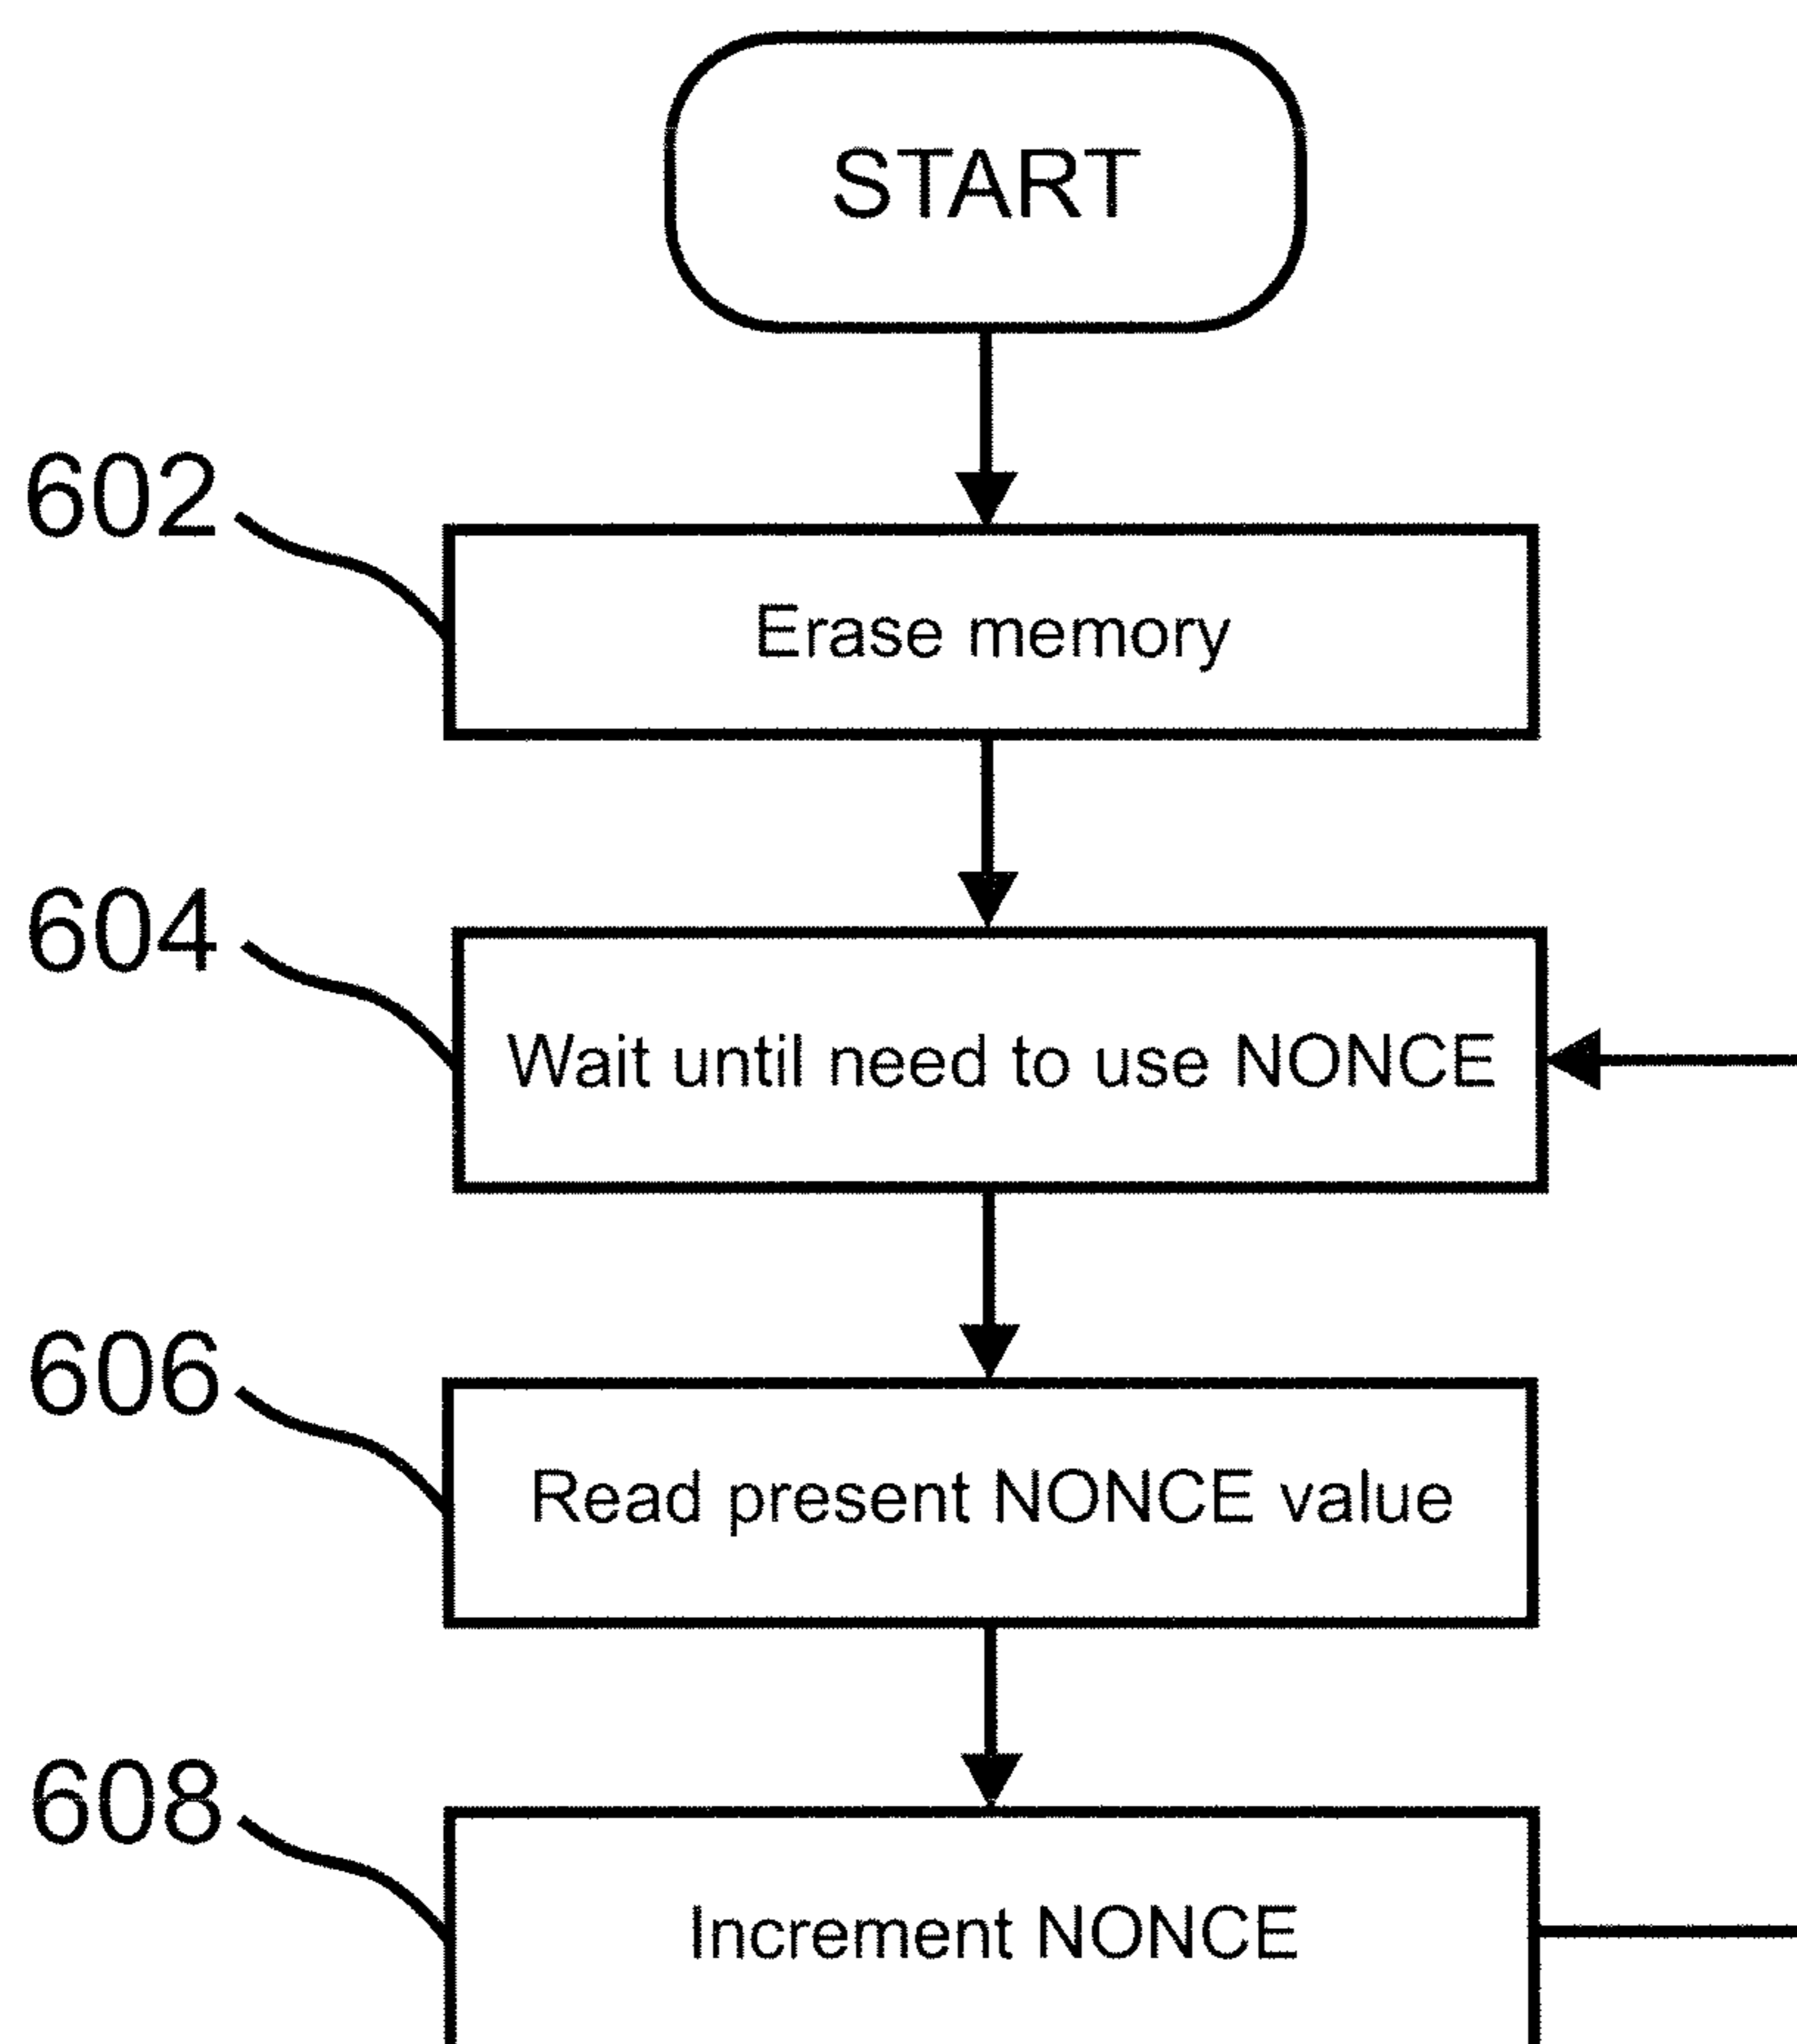 START
602
Erase memory
604
Wait until need to use NONCE
606
Read present NONCE value
608
Increment NONCE